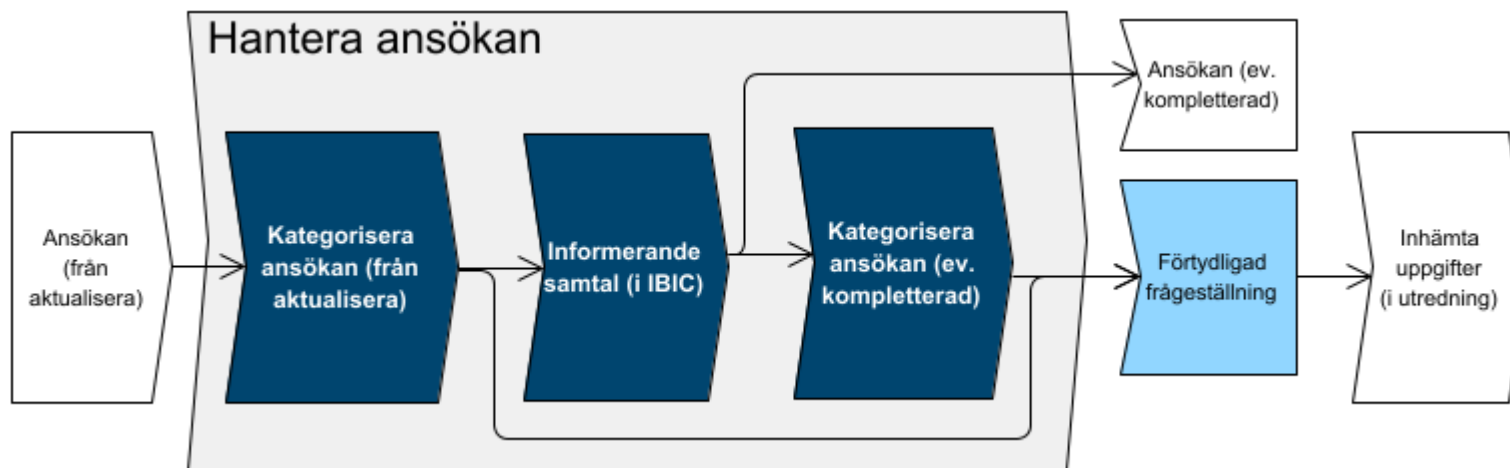 Hantera ansökan
Ansökan
(från
aktualisera)
Kategorisera
ansökan (från
aktualisera)
Informerande
samtal (i IBIC)
Kategorisera
ansökan (ev.
kompletterad)
Ansökan (ev.
kompletterad)
Förtydligad
frågeställning
Inhämta
uppgifter
(i utredning)